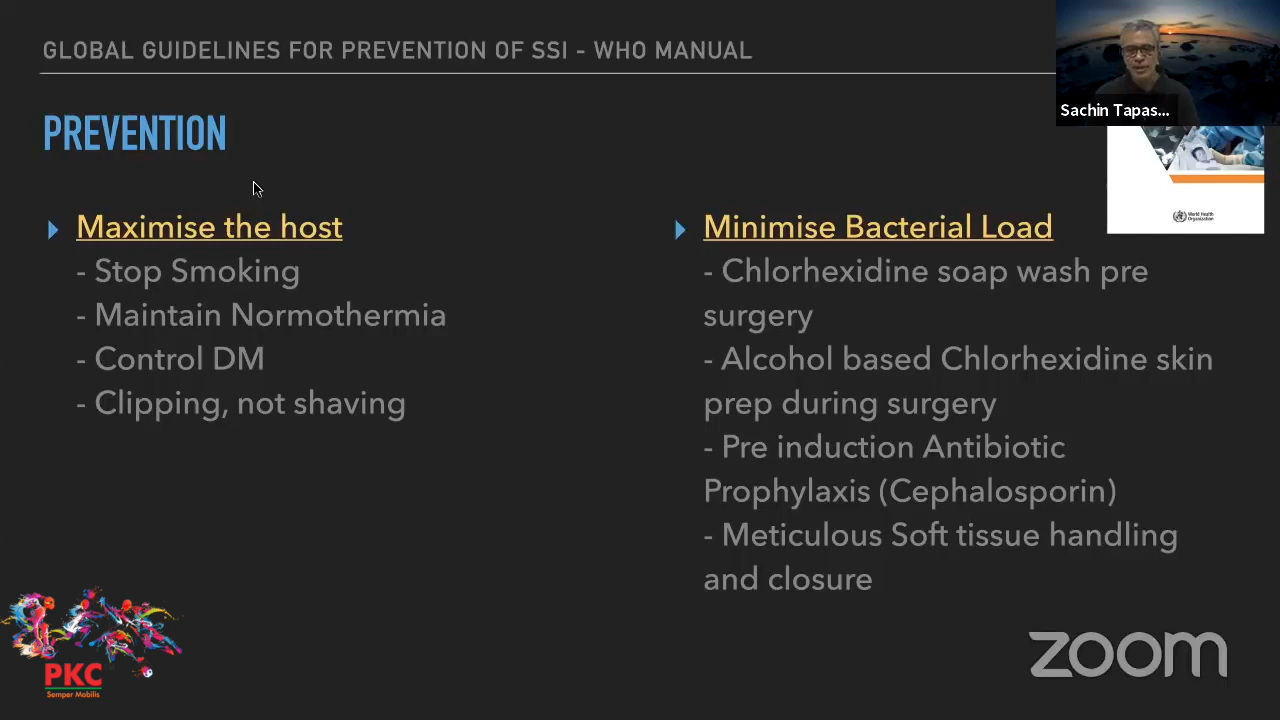 GLOBAL GUIDELINES FOR PREVENTION OF SSI - WHO MANUAL
Sachin Tapas...
PREVENTION
World Health
Organization
Maximise the host
- Stop Smoking
- Maintain Normothermia
- Control DM
- Clipping, not shaving
Minimise Bacterial Load
- Chlorhexidine soap wash pre
surgery
- Alcohol based Chlorhexidine skin
prep during surgery
- Pre induction Antibiotic
Prophylaxis (Cephalosporin)
- Meticulous Soft tissue handling
and closure
PKC
Semper Mobilis
zoom